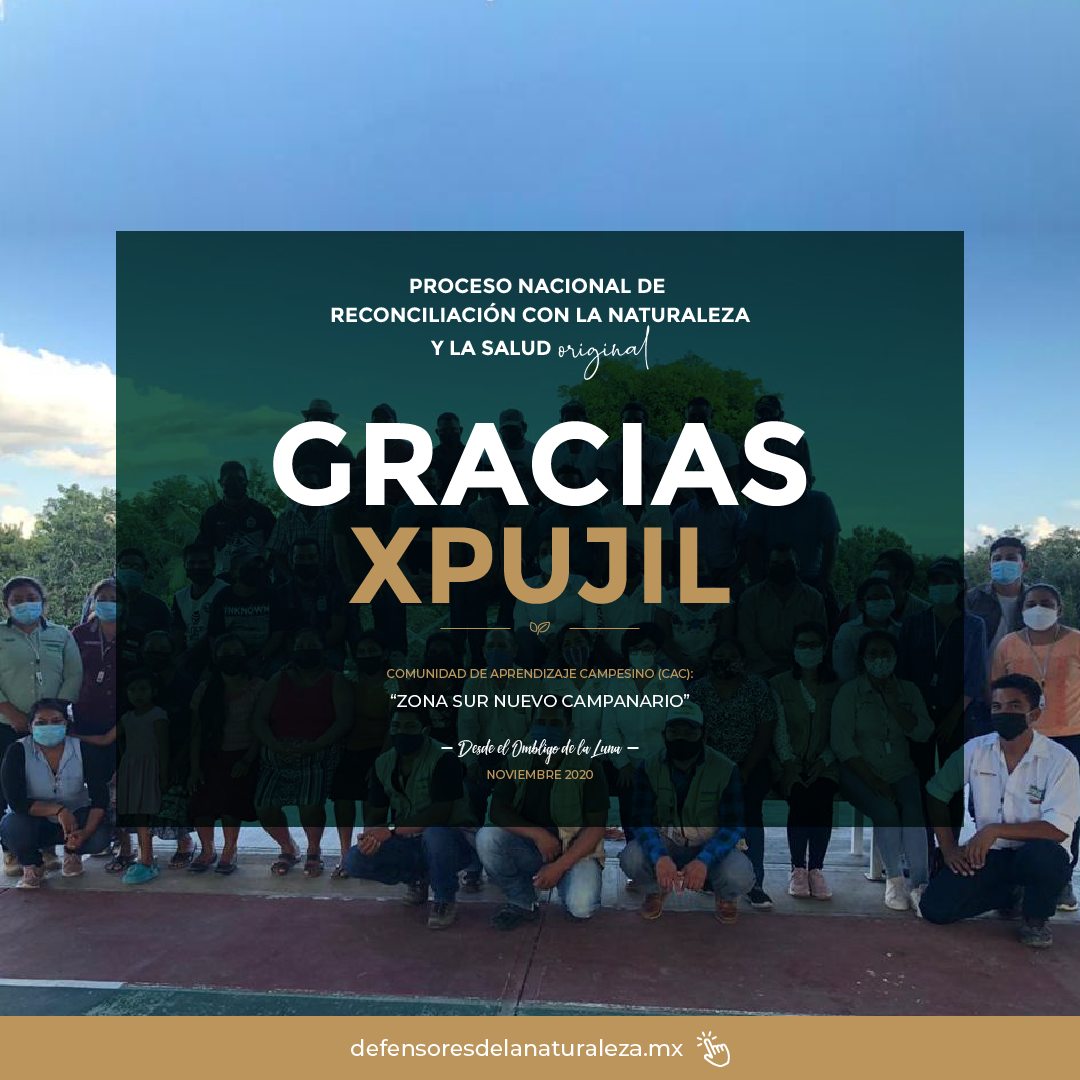 PROCESO NACIONAL DE
RECONCILIACIÓN CON LA NATURALEZA
Y LA SALUD original
GRACIAS
XPUJIL
COMUNIDAD DE APRENDIZAJE CAMPESINO (CAC):
“ZONA SUR NUEVO CAMPANARIO”
— Desde el Ombligo de la Luna —
NOVIEMBRE 2020
UNKNOWN
defensoresdelanaturaleza.mx